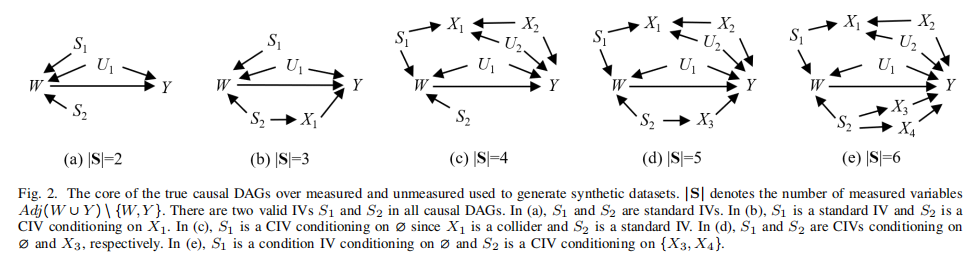 S1
U1
W
Y
S2
(a) |S|=2
S1
U1
W
Y
S2
X1
(b) |S|=3
X1
X2
S1
U2
U1
W
Y
S2
(c) |S|=4
X1
X2
S1
U2
U1
W
Y
S2
X3
(d) |S|=5
X1
X2
S1
U2
U1
W
Y
S2
X3
X4
(e) |S|=6
Fig. 2. The core of the true causal DAGs over measured and unmeasured used to generate synthetic datasets. |S| denotes the number of measured variables
Adj(W ∪ Y) \ {W, Y}. There are two valid IVs S1 and S2 in all causal DAGs. In (a), S1 and S2 are standard IVs. In (b), S1 is a standard IV and S2 is a
CIV conditioning on X1. In (c), S1 is a CIV conditioning on ∅ since X1 is a collider and S2 is a standard IV. In (d), S1 and S2 are CIVs conditioning on
∅ and X3, respectively. In (e), S1 is a condition IV conditioning on ∅ and S2 is a CIV conditioning on {X3, X4}.